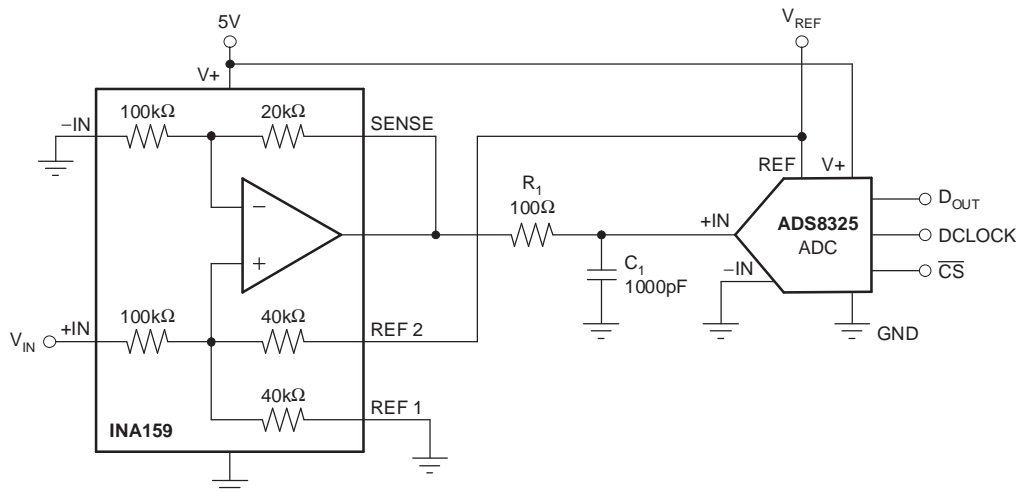 5V
V_REF
V+
100kΩ
20kΩ
−IN
SENSE
REF
V+
R_1
100Ω
−
+IN
ADS8325
ADC
D_OUT
DCLOCK
+
−IN
C_1
1000pF
C̅S̅
100kΩ
40kΩ
V_IN
+IN
REF 2
GND
40kΩ
REF 1
INA159